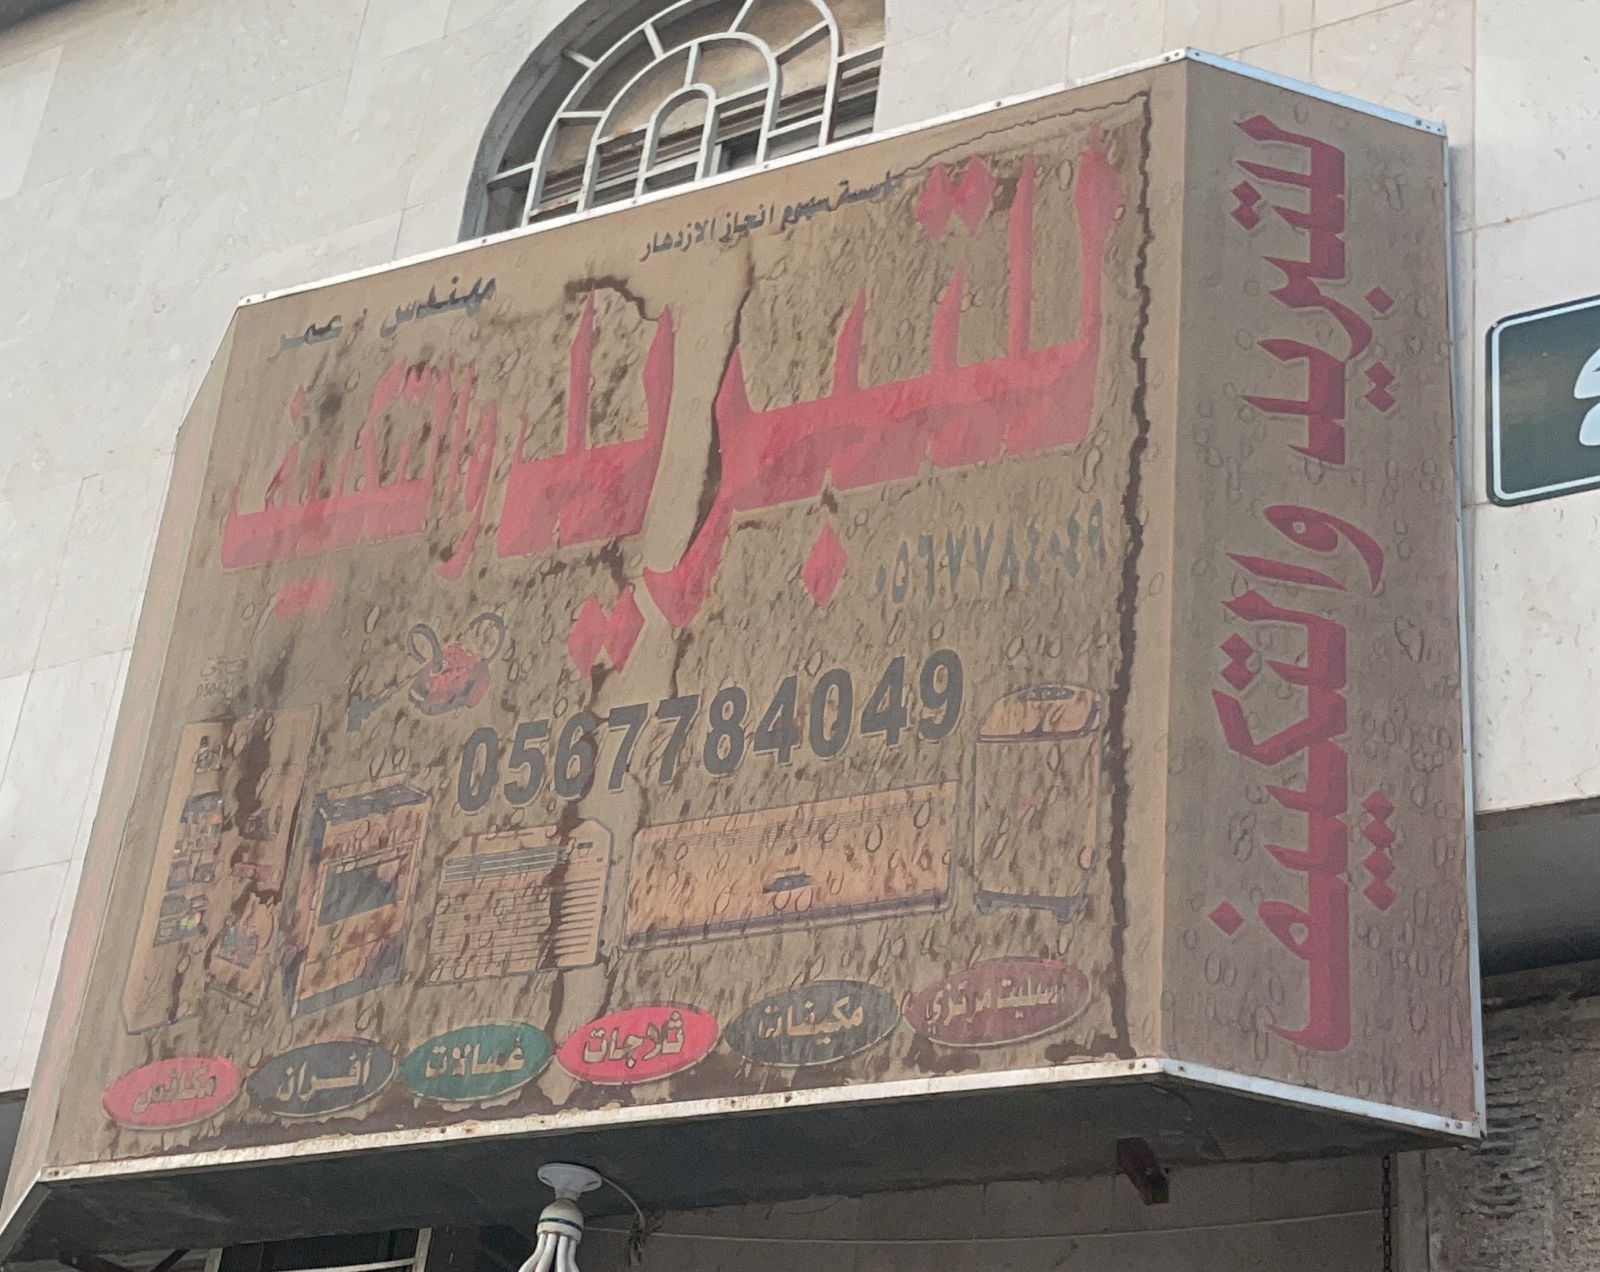 مؤسسة سهوم انجاز الازدهار
مهندس عمر
للتبريد والتكييف
٠٥٦٧٧٨٤٠٤٩
0567784049
سبليت مركزي
مكيفات
ثلاجات
غسالات
أفران
مكانس
للتبريد والتكييف